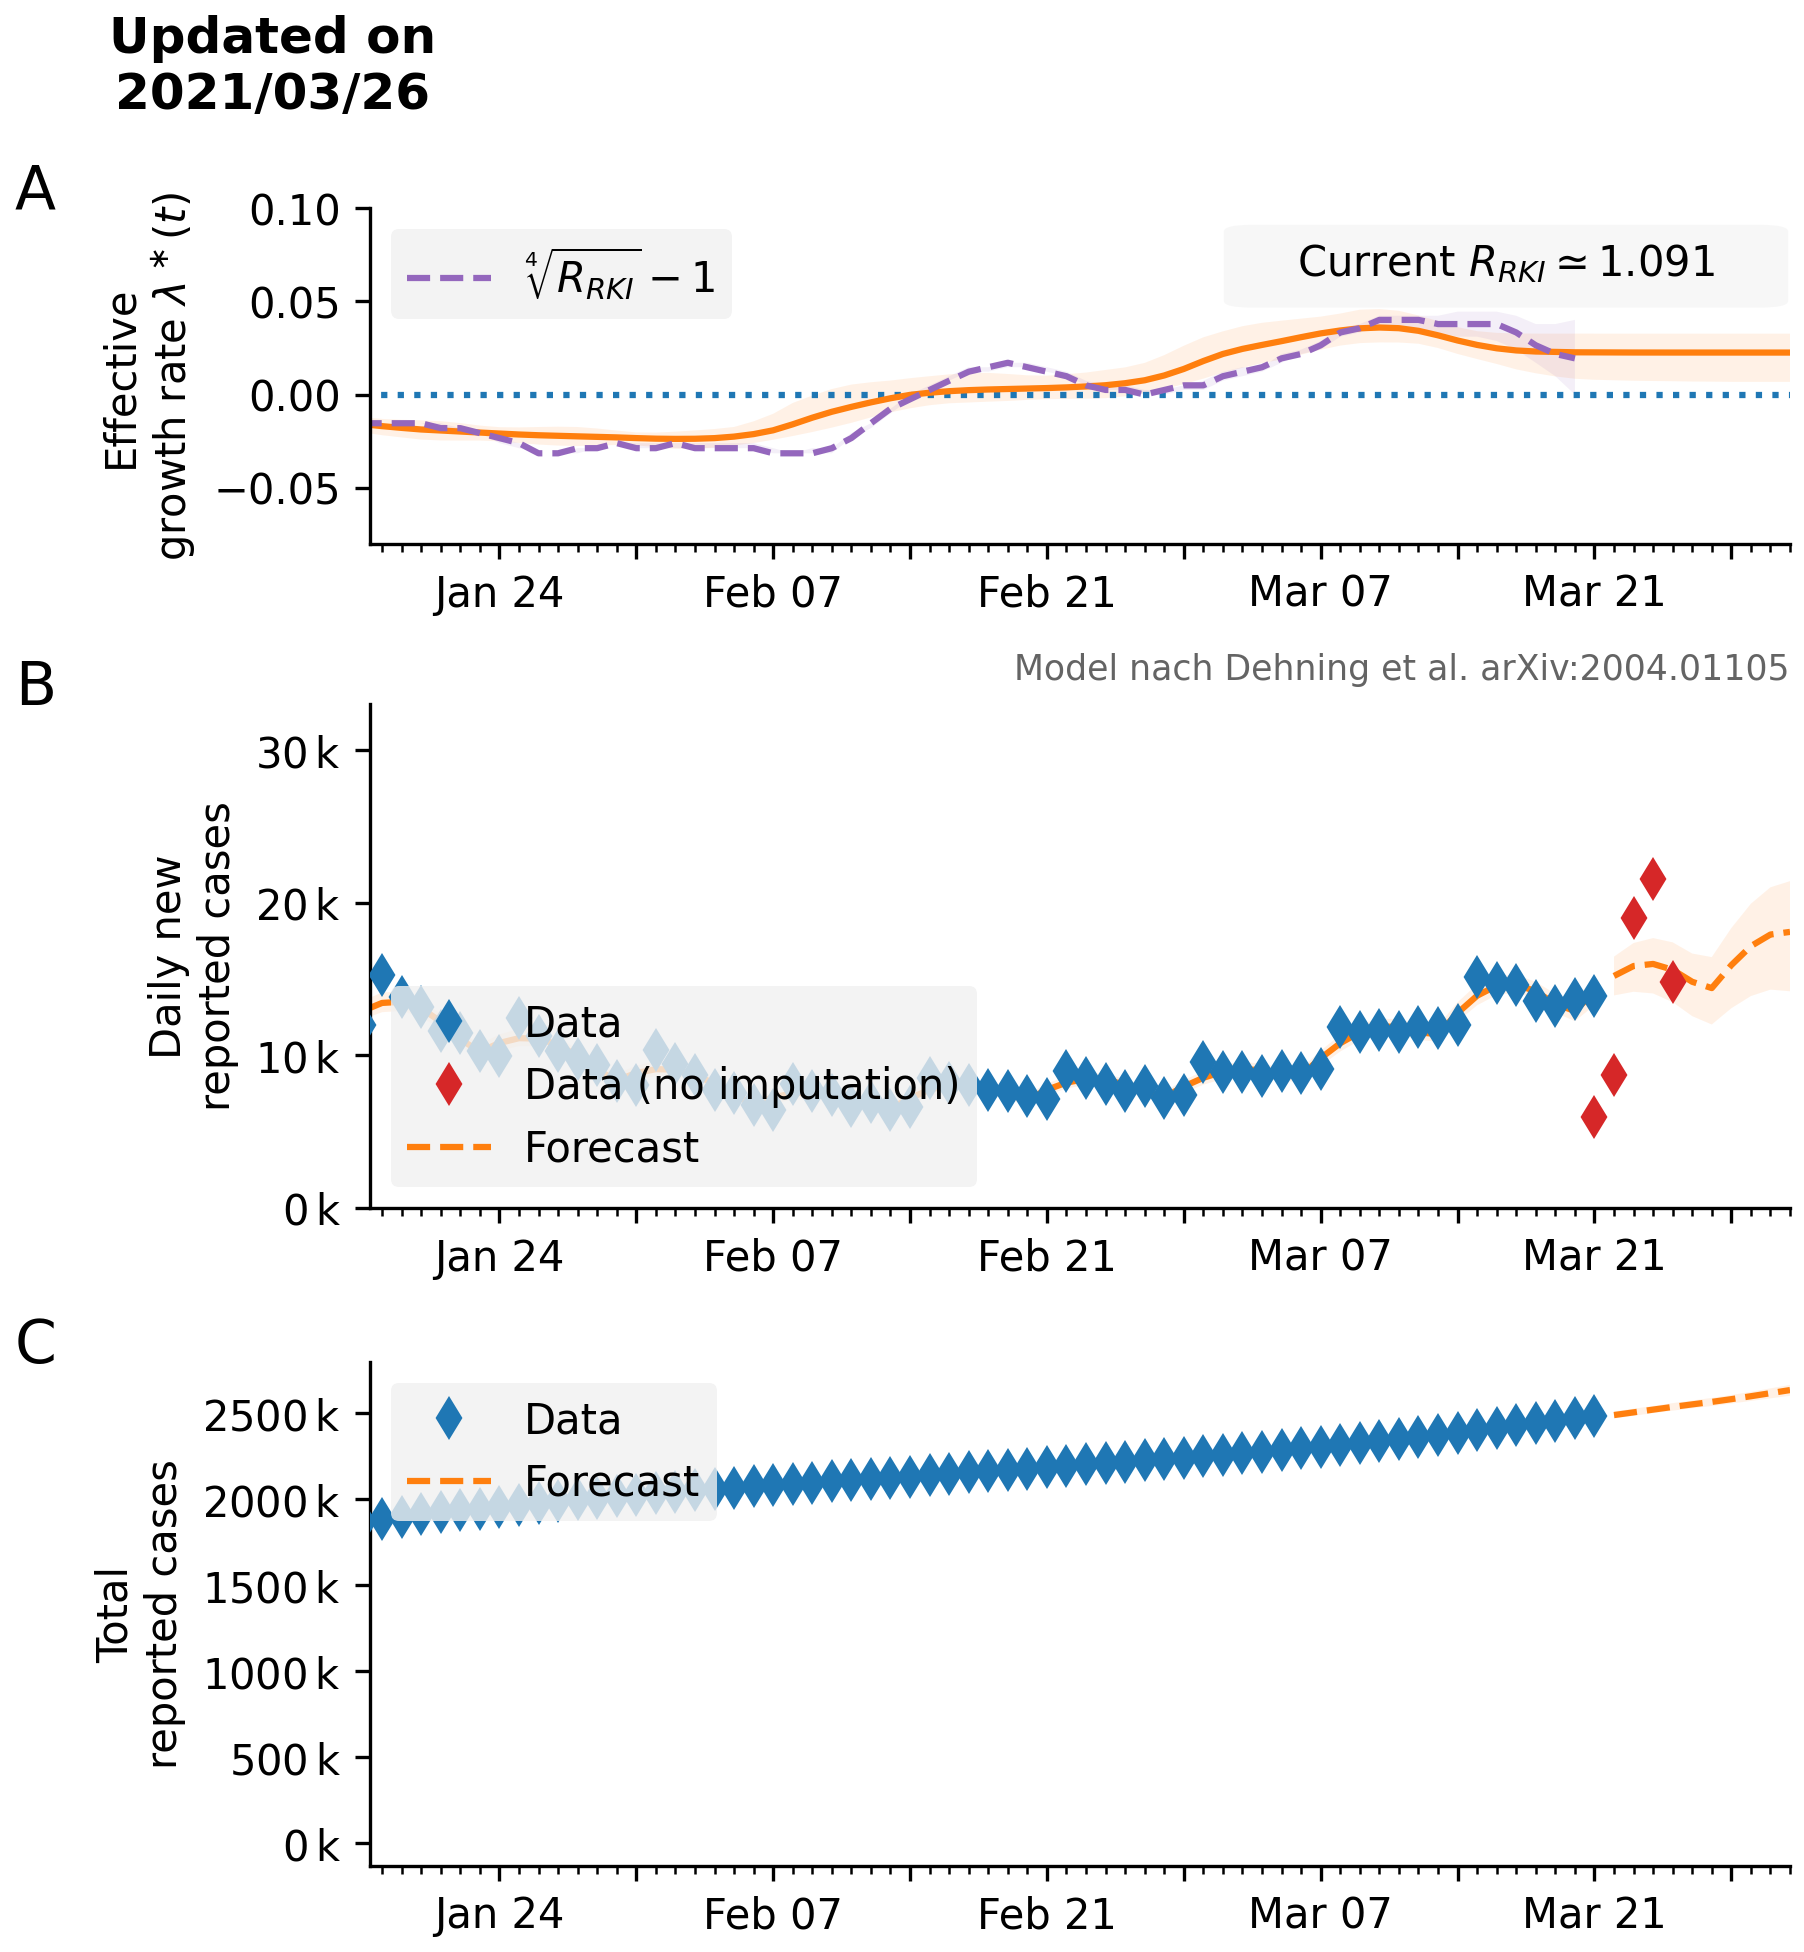 Updated on
2021/03/26
A
Effective
growth rate λ*(t)
0.10
0.05
0.00
−0.05
∜R_RKI − 1
Current R_RKI ≃ 1.091
Jan 24
Feb 07
Feb 21
Mar 07
Mar 21
Model nach Dehning et al. arXiv:2004.01105
B
Daily new
reported cases
30 k
20 k
10 k
0 k
Data
Data (no imputation)
Forecast
Jan 24
Feb 07
Feb 21
Mar 07
Mar 21
C
Total
reported cases
2500 k
2000 k
1500 k
1000 k
500 k
0 k
Data
Forecast
Jan 24
Feb 07
Feb 21
Mar 07
Mar 21